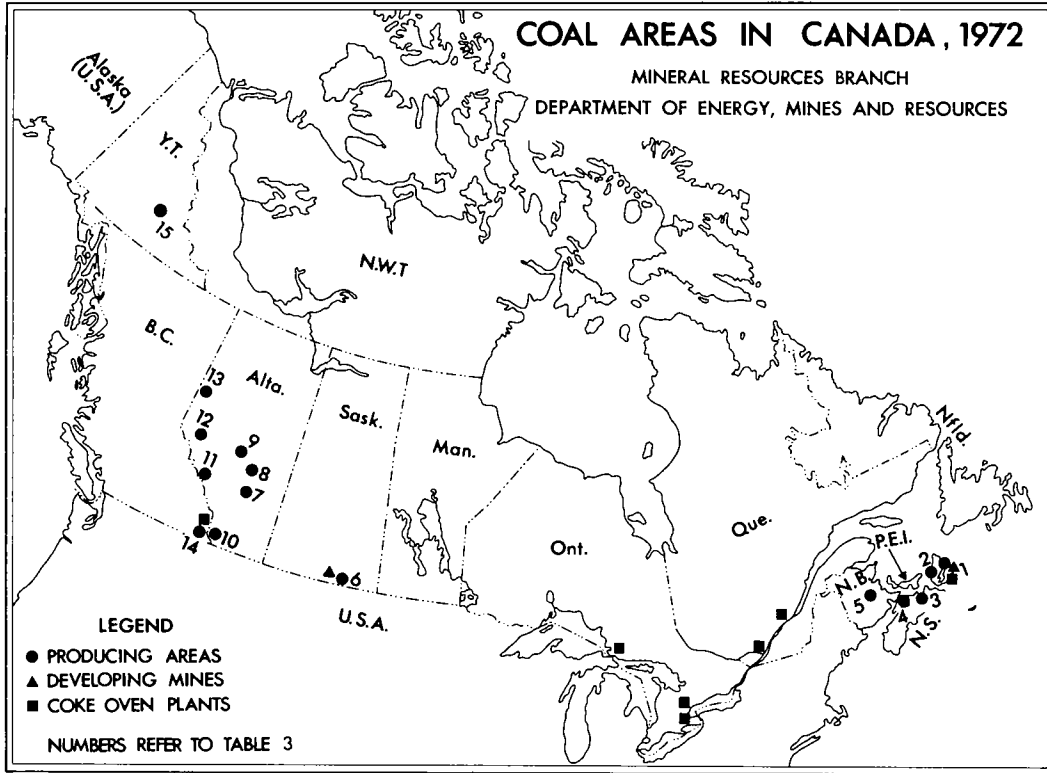 COAL AREAS IN CANADA, 1972
MINERAL RESOURCES BRANCH
DEPARTMENT OF ENERGY, MINES AND RESOURCES
Alaska
(U.S.A.)
Y.T.
15
N.W.T
B.C.
13
Alta.
12
9
Sask.
11
8
Man.
7
14
10
6
Ont.
Que.
Nfld.
P.E.I.
2
1
N.B.
5
3
4
N.S.
U.S.A.
LEGEND
PRODUCING AREAS
DEVELOPING MINES
COKE OVEN PLANTS
NUMBERS REFER TO TABLE 3